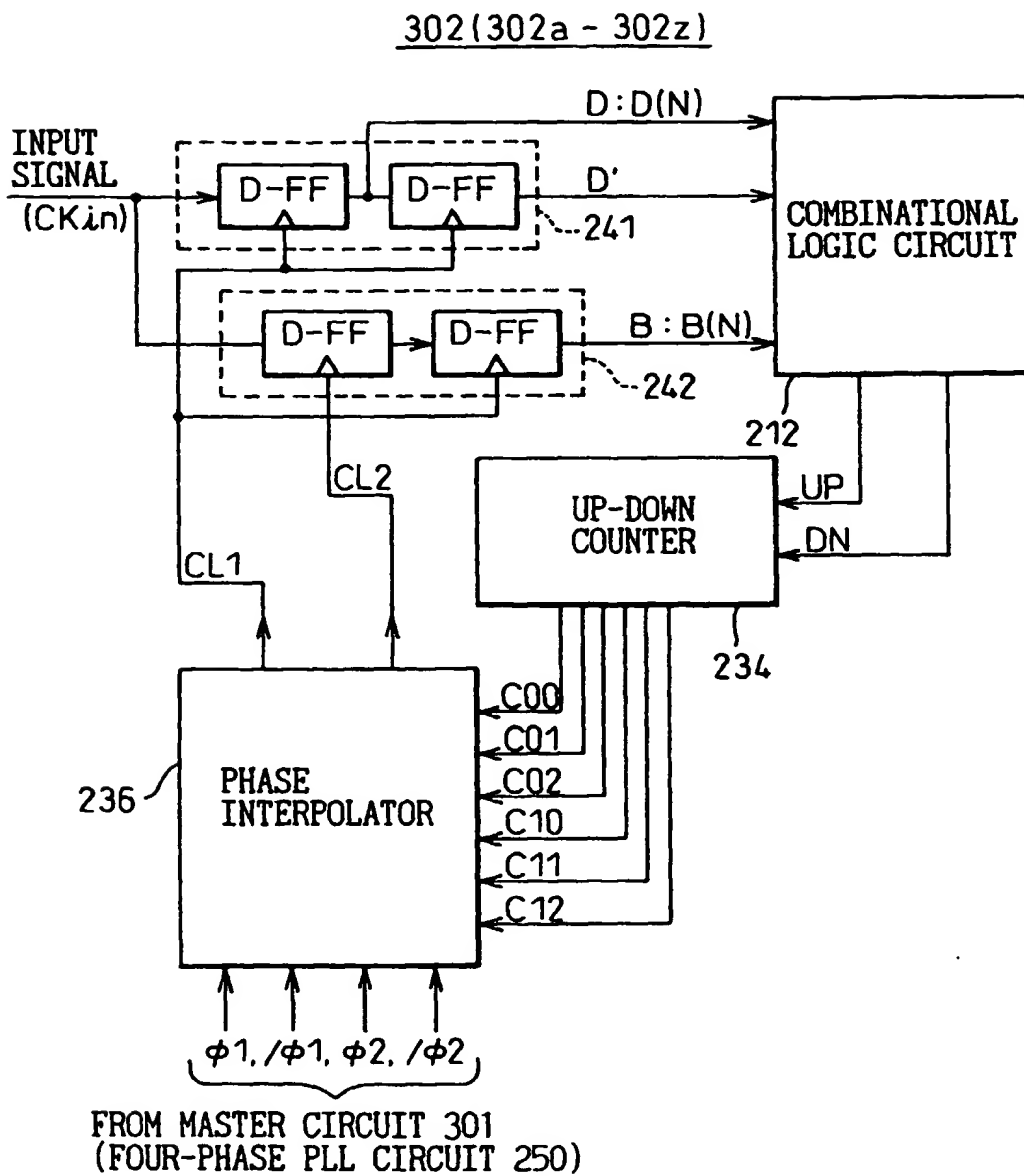 302(302a - 302z)
D:D(N)
INPUT
SIGNAL
(CKin)
D-FF
D-FF
D'
241
COMBINATIONAL
LOGIC CIRCUIT
D-FF
D-FF
B:B(N)
242
212
CL2
UP-DOWN
COUNTER
UP
DN
CL1
234
C00
C01
C02
C10
C11
C12
236
PHASE
INTERPOLATOR
ϕ1, /ϕ1, ϕ2, /ϕ2
FROM MASTER CIRCUIT 301
(FOUR-PHASE PLL CIRCUIT 250)